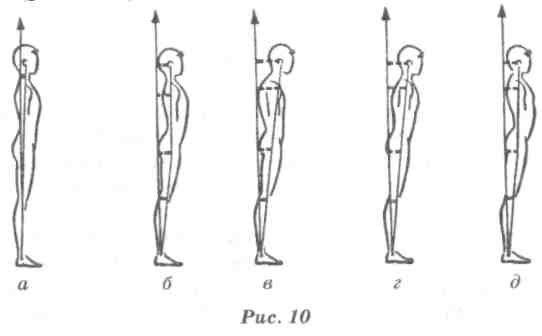 а б в г д
Рис. 10